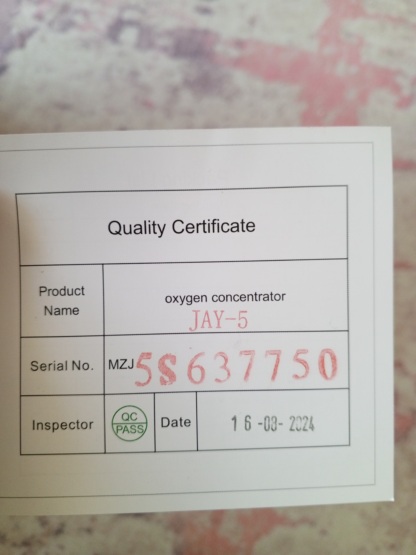 Quality Certificate
Product
Name
oxygen concentrator
JAY-5
Serial No.
MZJ5S637750
Inspector
QC
PASS
Date
16-03-2024